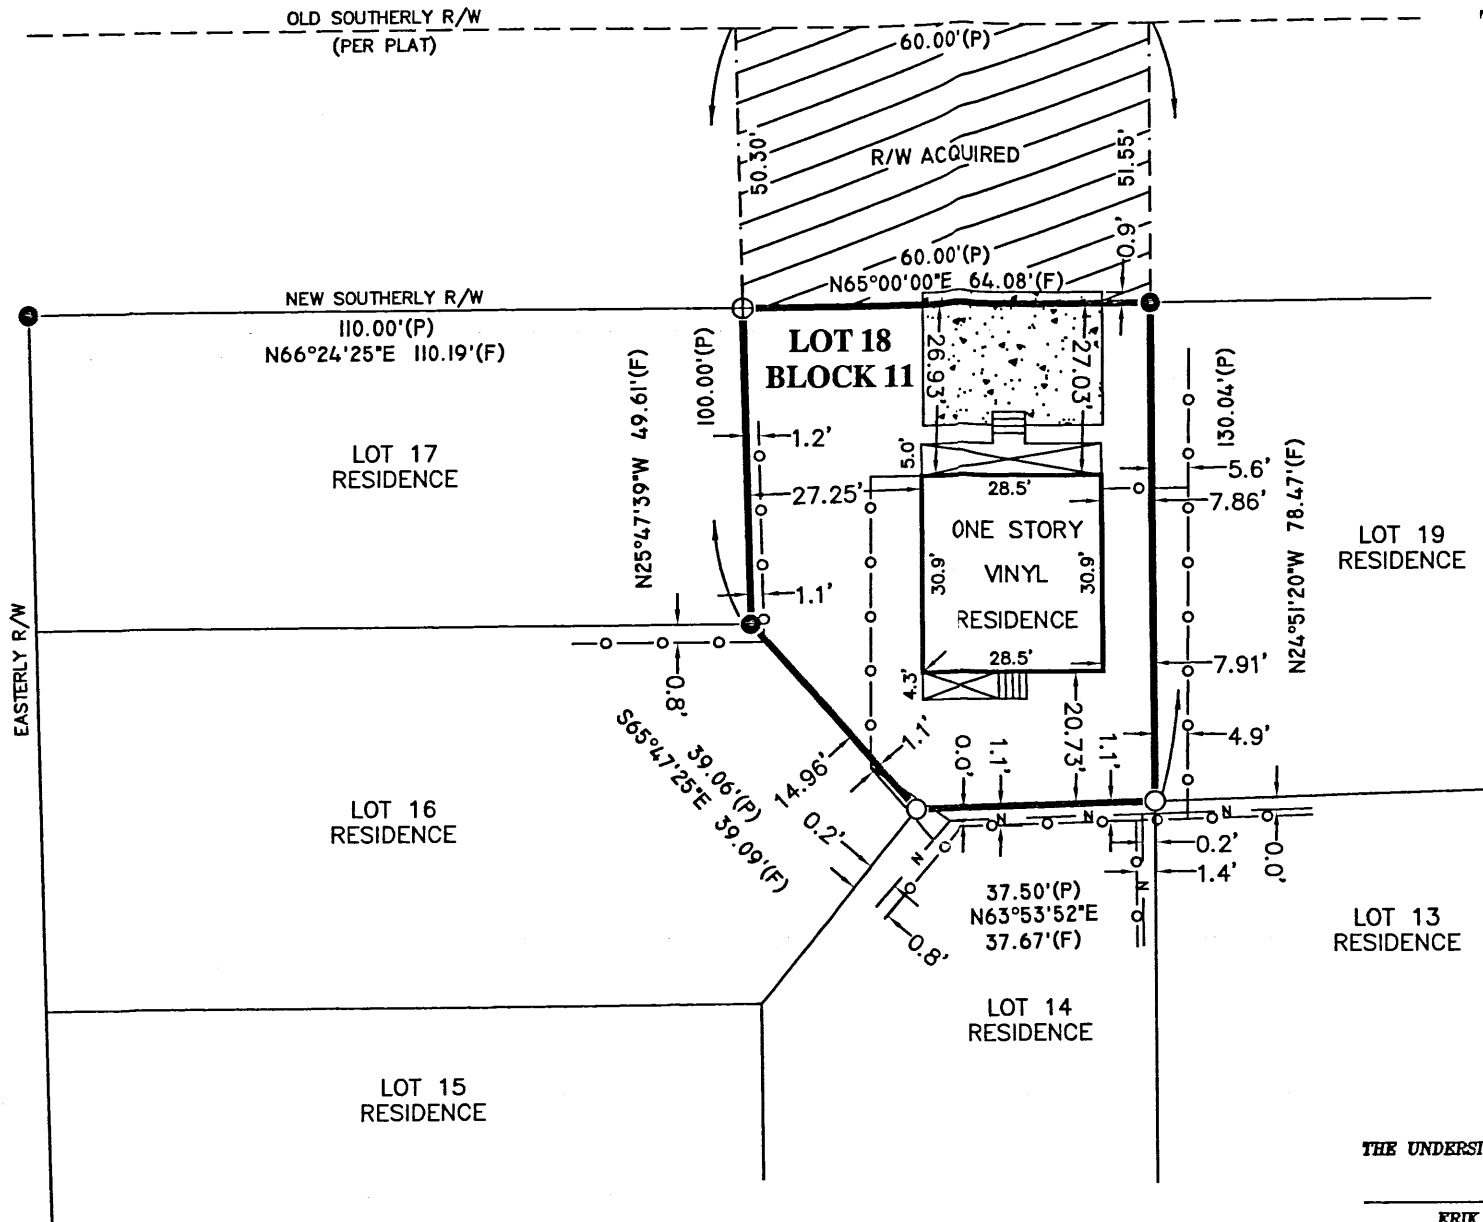 OLD SOUTHERLY R/W
(PER PLAT)
60.00'(P)
50.30'
R/W ACQUIRED
51.55'
0.9'
60.00'(P)
N65°00'00"E 64.08'(F)
NEW SOUTHERLY R/W
110.00'(P)
N66°24'25"E 110.19'(F)
LOT 18
BLOCK 11
26.93'
27.03'
N25°47'39"W 49.61'(F)
100.00'(P)
130.04'(P)
N24°51'20"W 78.47'(F)
1.2'
5.0'
5.6'
LOT 17
RESIDENCE
27.25'
28.5'
7.86'
ONE STORY
VINYL
RESIDENCE
30.9'
30.9'
LOT 19
RESIDENCE
1.1'
28.5'
7.91'
EASTERLY R/W
4.3'
0.8'
20.73'
4.9'
S65°47'25"E 39.09'(F)
39.06'(P)
14.96'
1.1'
0.0'
1.1'
1.1'
LOT 16
RESIDENCE
0.2'
N
N
N
N
N
0.2'
1.4'
0.0'
0.8'
37.50'(P)
N63°53'52"E
37.67'(F)
LOT 13
RESIDENCE
LOT 14
RESIDENCE
LOT 15
RESIDENCE
THE UNDERSI
ERIK